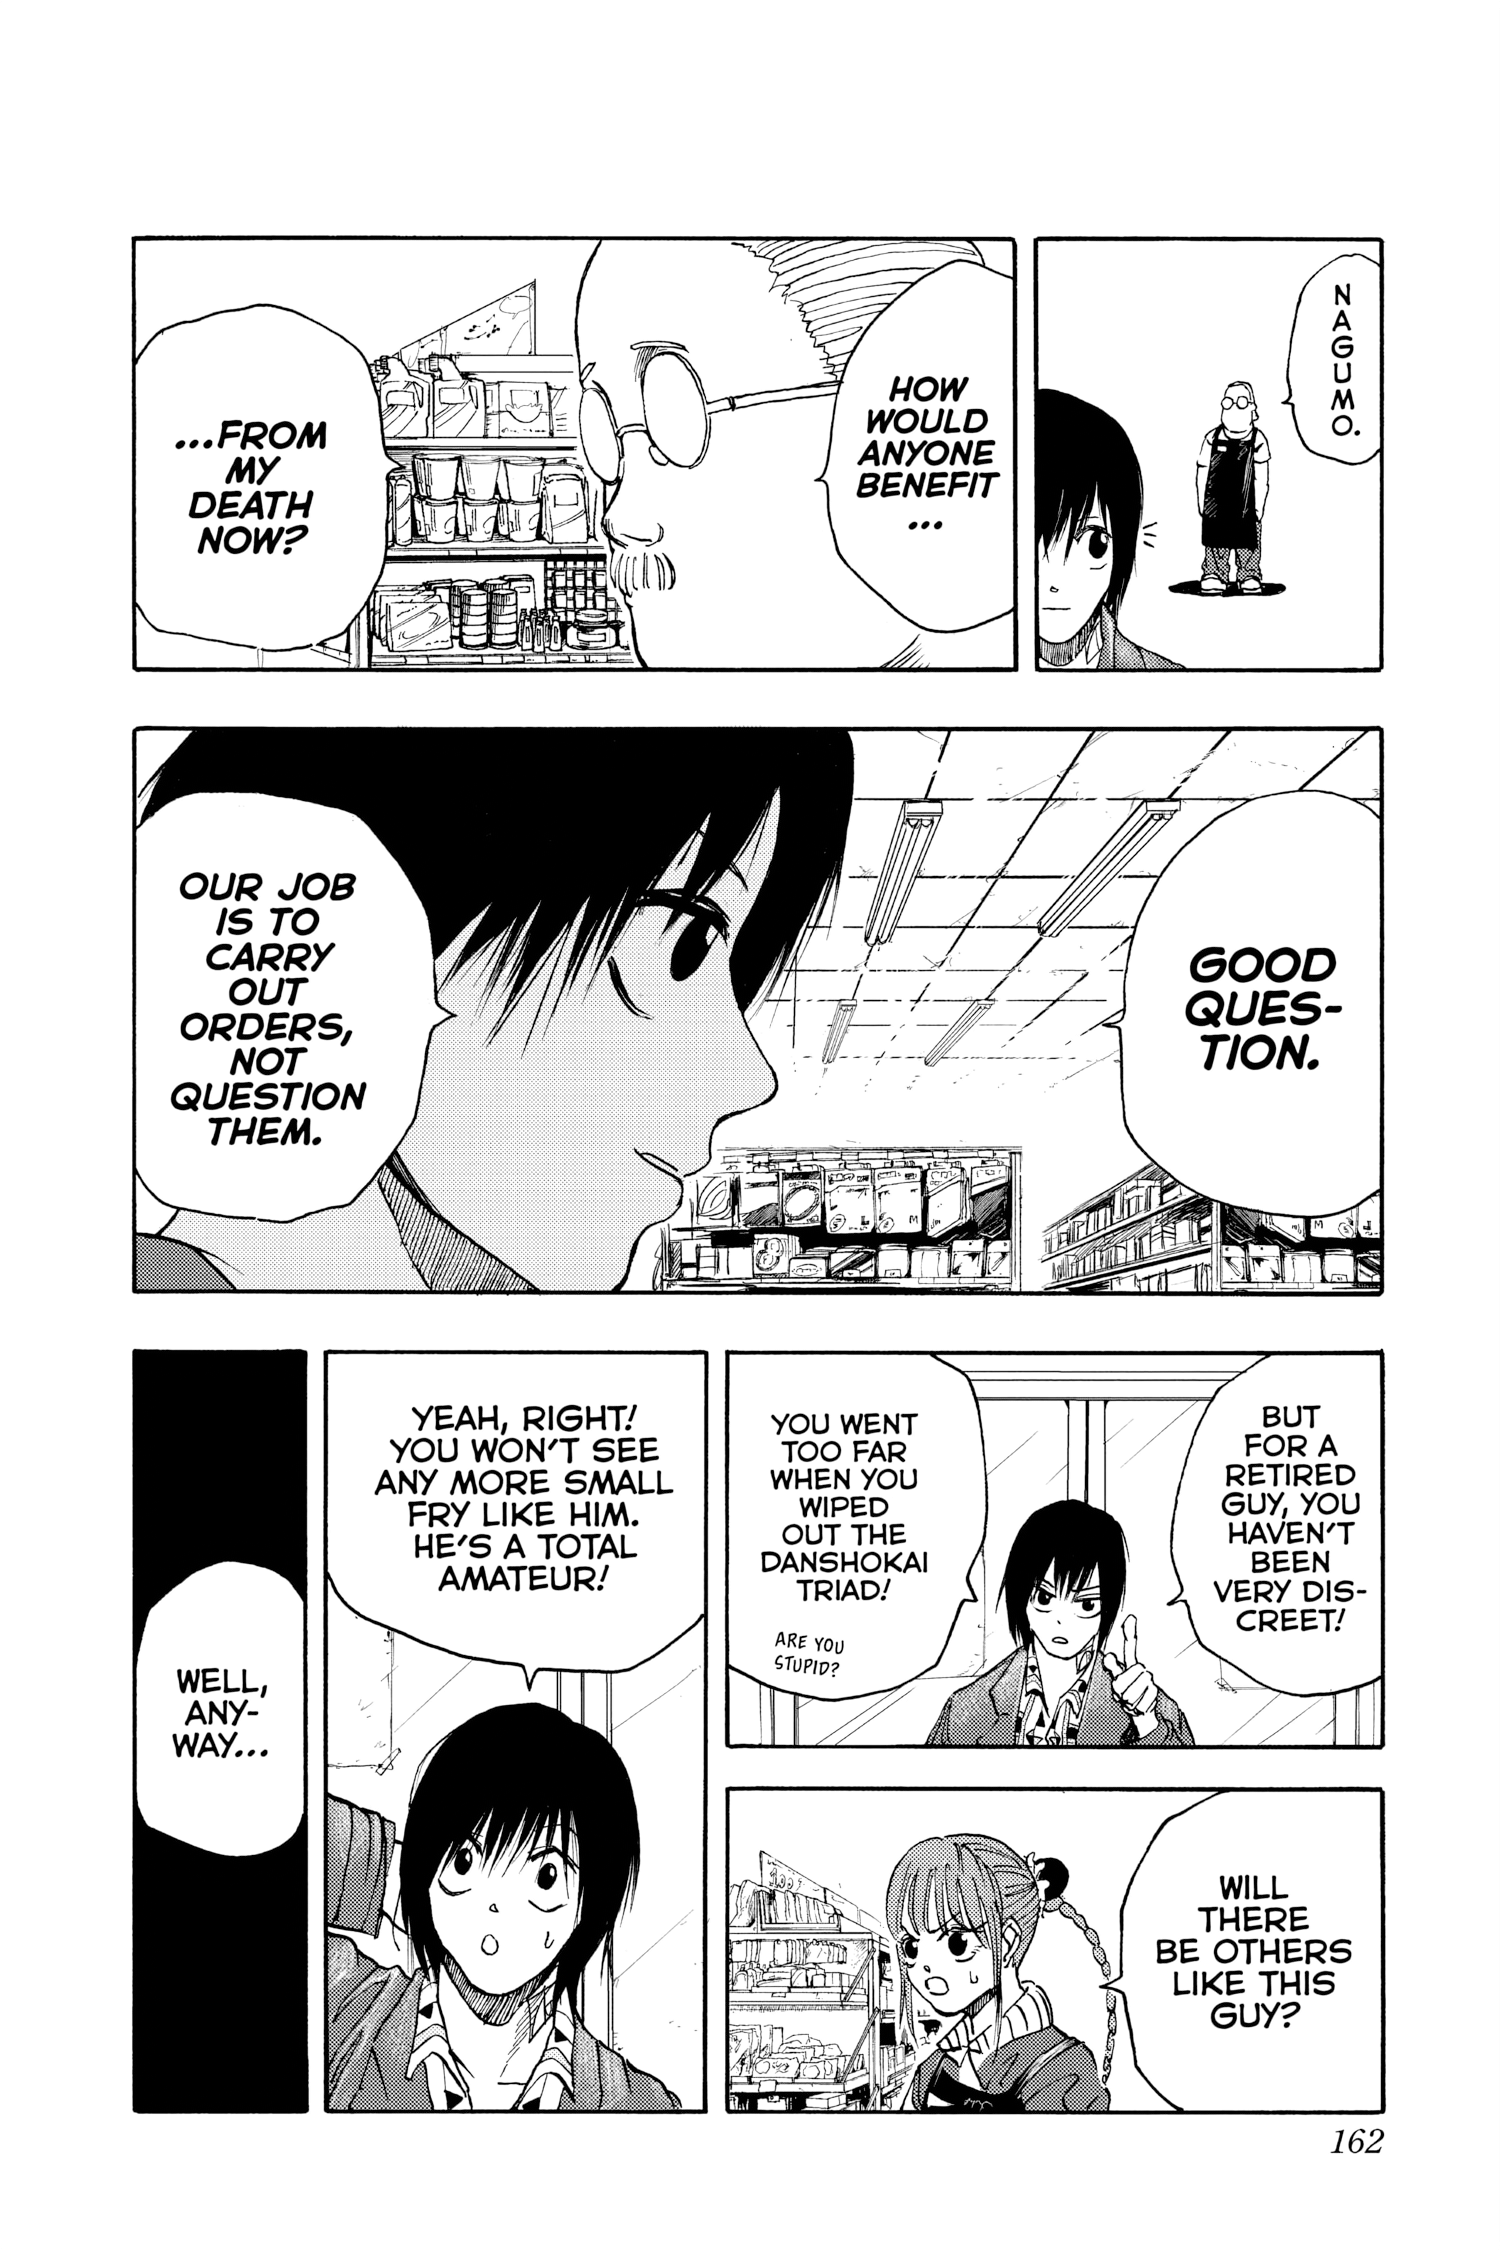 NAGUMO.
HOW
WOULD
ANYONE
BENEFIT
...
...FROM
MY
DEATH
NOW?
GOOD
QUES-
TION.
OUR JOB
IS TO
CARRY
OUT
ORDERS,
NOT
QUESTION
THEM.
BUT
FOR A
RETIRED
GUY, YOU
HAVEN'T
BEEN
VERY DIS-
CREET!
YOU WENT
TOO FAR
WHEN YOU
WIPED
OUT THE
DANSHOKAI
TRIAD!
ARE YOU
STUPID?
WILL
THERE
BE OTHERS
LIKE THIS
GUY?
YEAH, RIGHT!
YOU WON'T SEE
ANY MORE SMALL
FRY LIKE HIM.
HE'S A TOTAL
AMATEUR!
WELL,
ANY-
WAY...
162